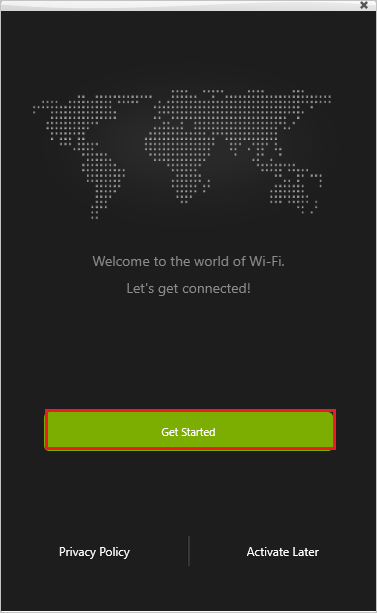 Welcome to the world of Wi-Fi.
Let's get connected!
Get Started
Privacy Policy
Activate Later